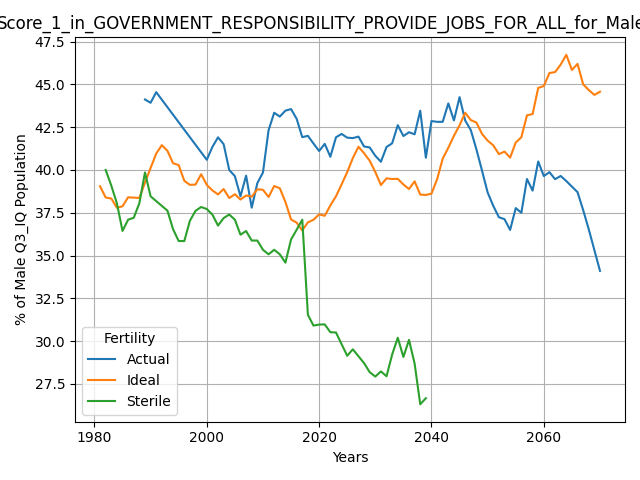 Score_1_in_GOVERNMENT_RESPONSIBILITY_PROVIDE_JOBS_FOR_ALL_for_Male
47.5
45.0
42.5
40.0
37.5
35.0
32.5
30.0
27.5
% of Male Q3_IQ Population
Fertility
Actual
Ideal
Sterile
1980
2000
2020
2040
2060
Years